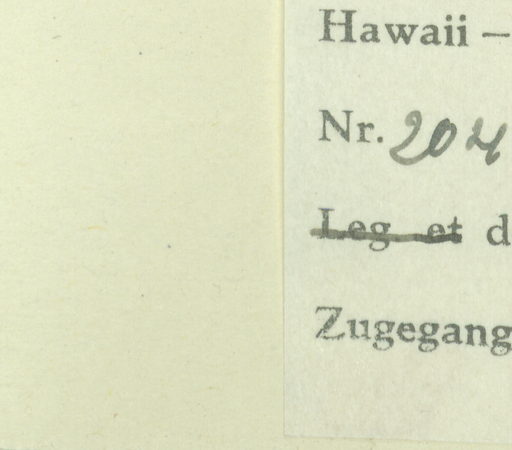 Hawaii –
Nr. 204
Leg et d
Zugegang